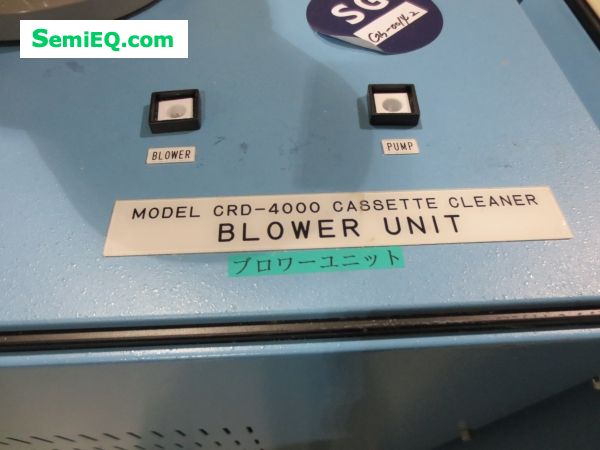 SemiEQ.com
SG
BLOWER
PUMP
MODEL CRD-4000 CASSETTE CLEANER
BLOWER UNIT
ブロワーユニット